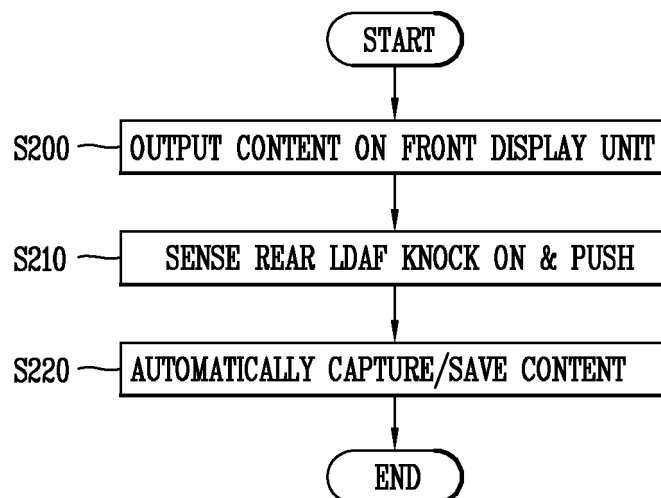 START
S200 OUTPUT CONTENT ON FRONT DISPLAY UNIT
S210 SENSE REAR LDAF KNOCK ON & PUSH
S220 AUTOMATICALLY CAPTURE/SAVE CONTENT
END